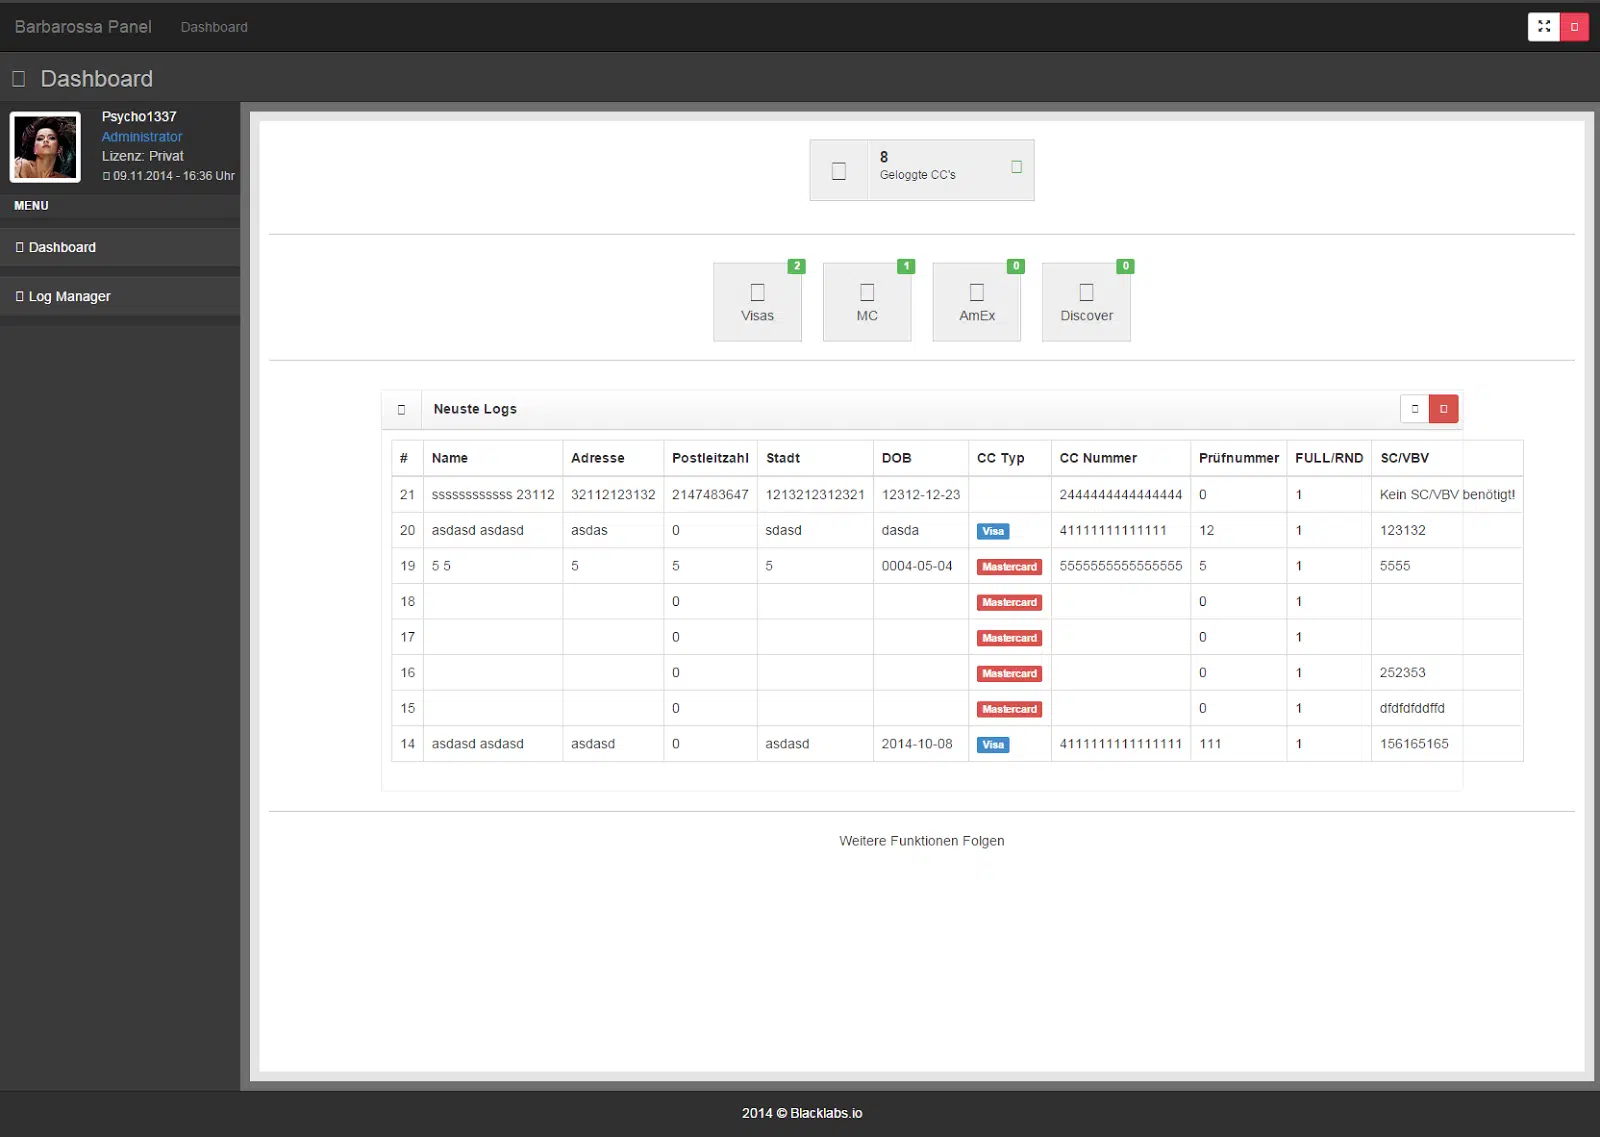 Barbarossa Panel Dashboard
Dashboard
Psycho1337
Administrator
Lizenz: Privat
09.11.2014 - 16:36 Uhr
MENU
Dashboard
Log Manager
8
Geloggte CC's
2 1 0 0
Visas MC AmEx Discover
Neuste Logs
# Name Adresse Postleitzahl Stadt DOB CC Typ CC Nummer Prüfnummer FULL/RND SC/VBV
21 ssssssssssss 23112 32112123132 2147483647 1213212312321 12312-12-23 2444444444444444 0 1 Kein SC/VBV benötigt!
20 asdasd asdasd asdas 0 sdasd dasda Visa 41111111111111 12 1 123132
19 5 5 5 5 5 0004-05-04 Mastercard 5555555555555555 5 1 5555
18 0 Mastercard 0 1
17 0 Mastercard 0 1
16 0 Mastercard 0 1 252353
15 0 Mastercard 0 1 dfdfdfddffd
14 asdasd asdasd asdasd 0 asdasd 2014-10-08 Visa 4111111111111111 111 1 156165165
Weitere Funktionen Folgen
2014 © Blacklabs.io